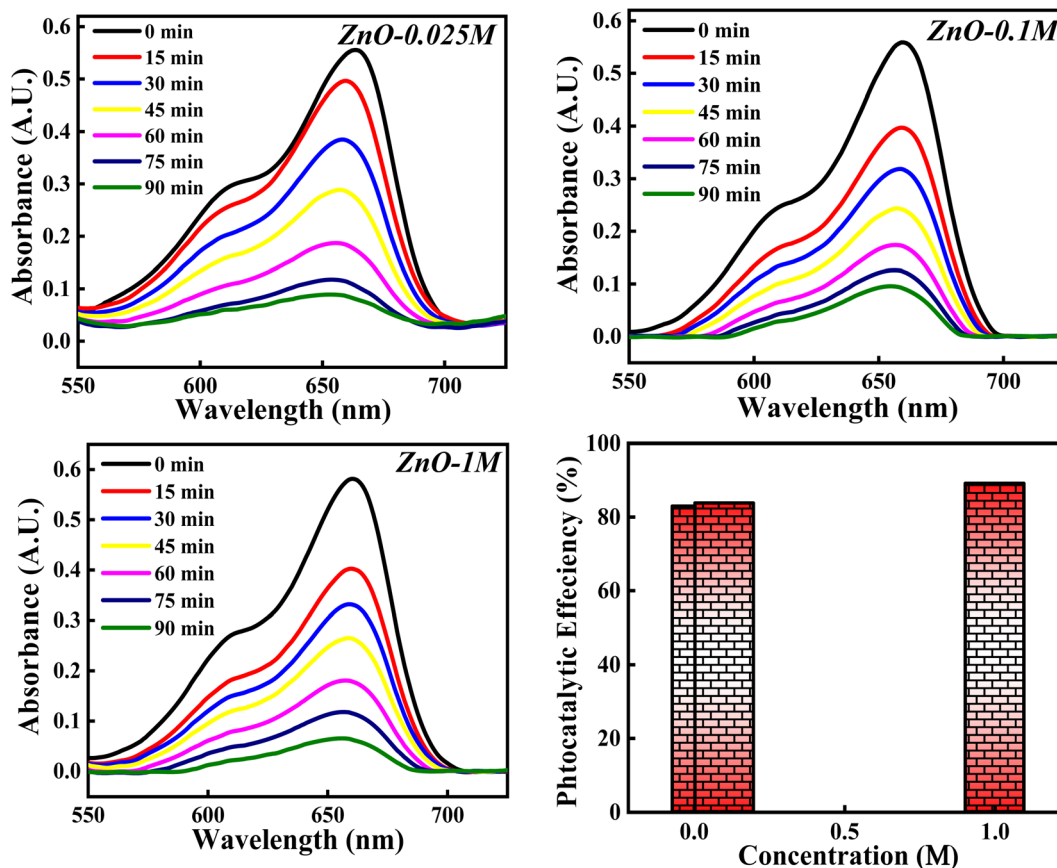 ZnO-0.025M
0 min
15 min
30 min
45 min
60 min
75 min
90 min
0.6
0.5
0.4
0.3
0.2
0.1
0.0
Absorbance (A.U.)
550
600
650
700
Wavelength (nm)
ZnO-0.1M
0 min
15 min
30 min
45 min
60 min
75 min
90 min
0.6
0.5
0.4
0.3
0.2
0.1
0.0
Absorbance (A.U.)
550
600
650
700
Wavelength (nm)
ZnO-1M
0 min
15 min
30 min
45 min
60 min
75 min
90 min
0.6
0.5
0.4
0.3
0.2
0.1
0.0
Absorbance (A.U.)
550
600
650
700
Wavelength (nm)
100
80
60
40
20
0
Phtocatalytic Effeciency (%)
0.0
0.5
1.0
Concentration (M)